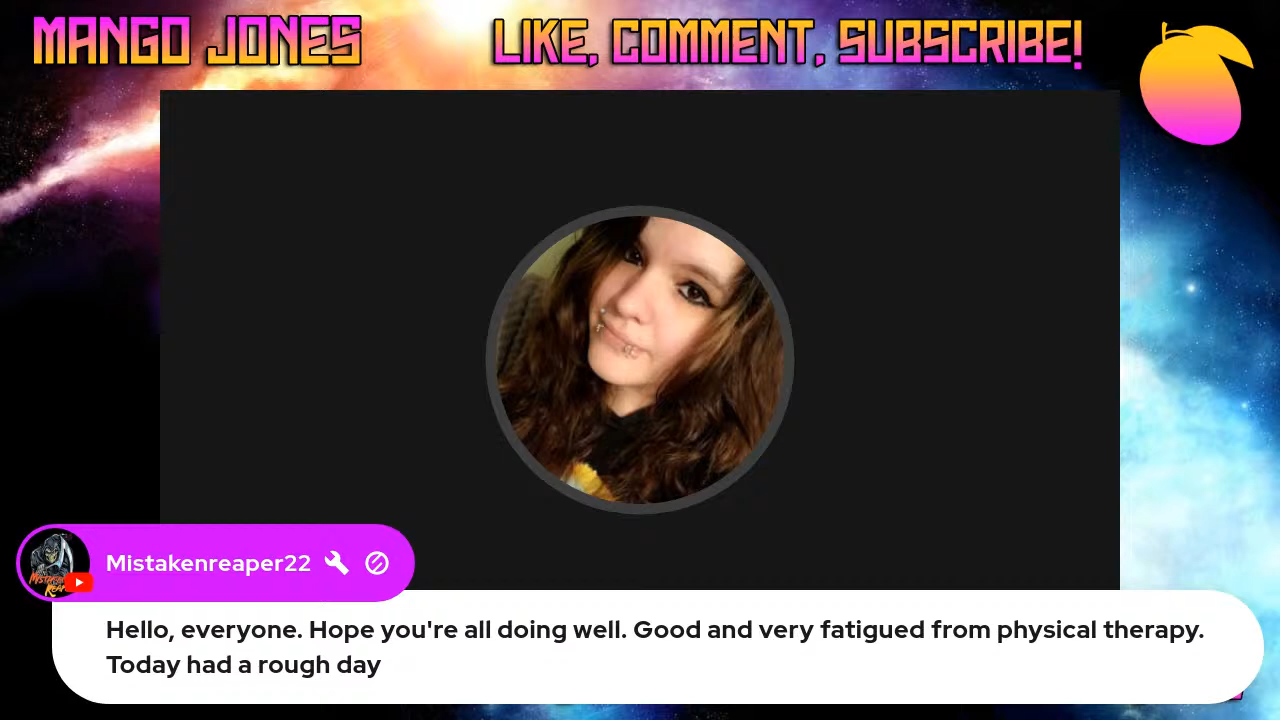 MANGO JONES
LIKE, COMMENT, SUBSCRIBE!
Mistakenreaper22
Hello, everyone. Hope you're all doing well. Good and very fatigued from physical therapy.
Today had a rough day